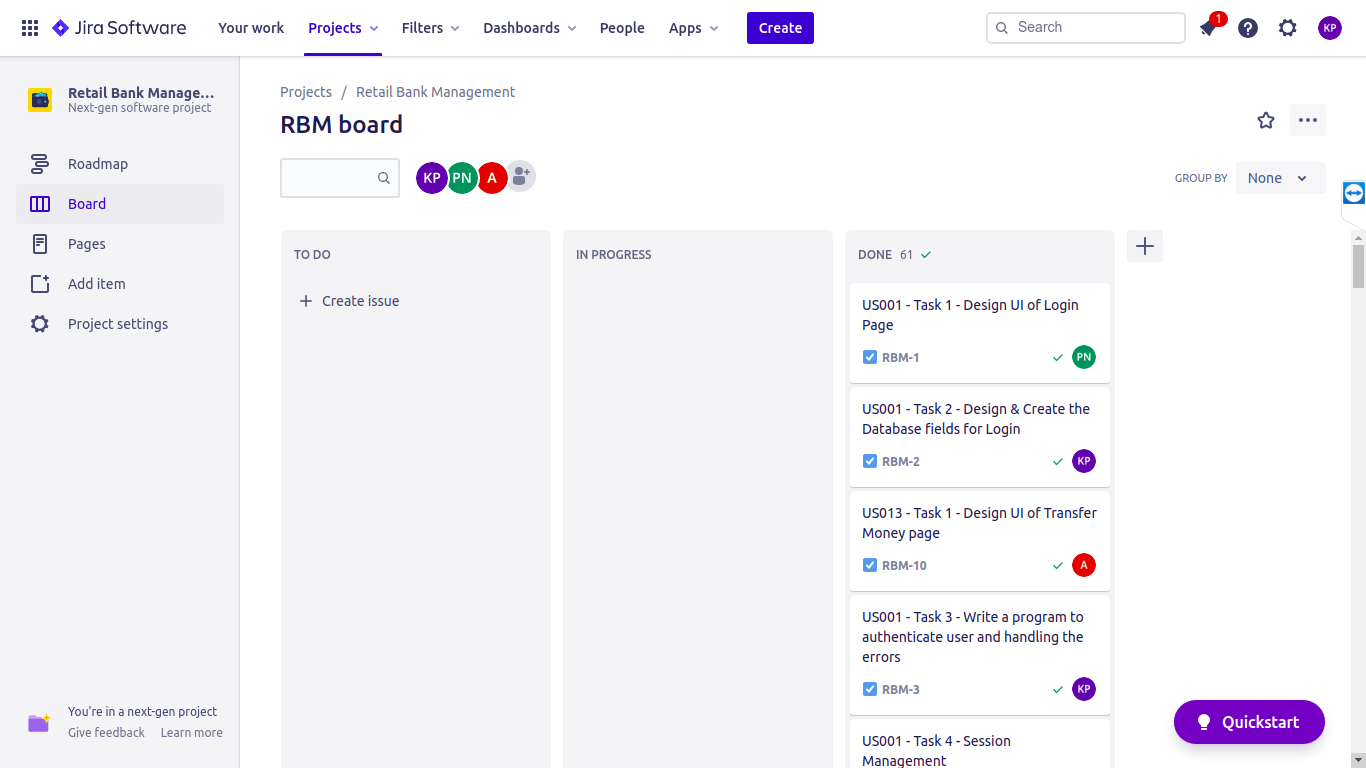 Jira Software
Your work
Projects
Filters
Dashboards
People
Apps
Create
Search
1
KP
Retail Bank Manage...
Next-gen software project
Roadmap
Board
Pages
Add item
Project settings
You're in a next-gen project
Give feedback
Learn more
Projects / Retail Bank Management
RBM board
KP
PN
A
GROUP BY
None
TO DO
Create issue
IN PROGRESS
DONE 61
US001 - Task 1 - Design UI of Login
Page
RBM-1
PN
US001 - Task 2 - Design & Create the
Database fields for Login
RBM-2
KP
US013 - Task 1 - Design UI of Transfer
Money page
RBM-10
A
US001 - Task 3 - Write a program to
authenticate user and handling the
errors
RBM-3
KP
US001 - Task 4 - Session
Management
Quickstart